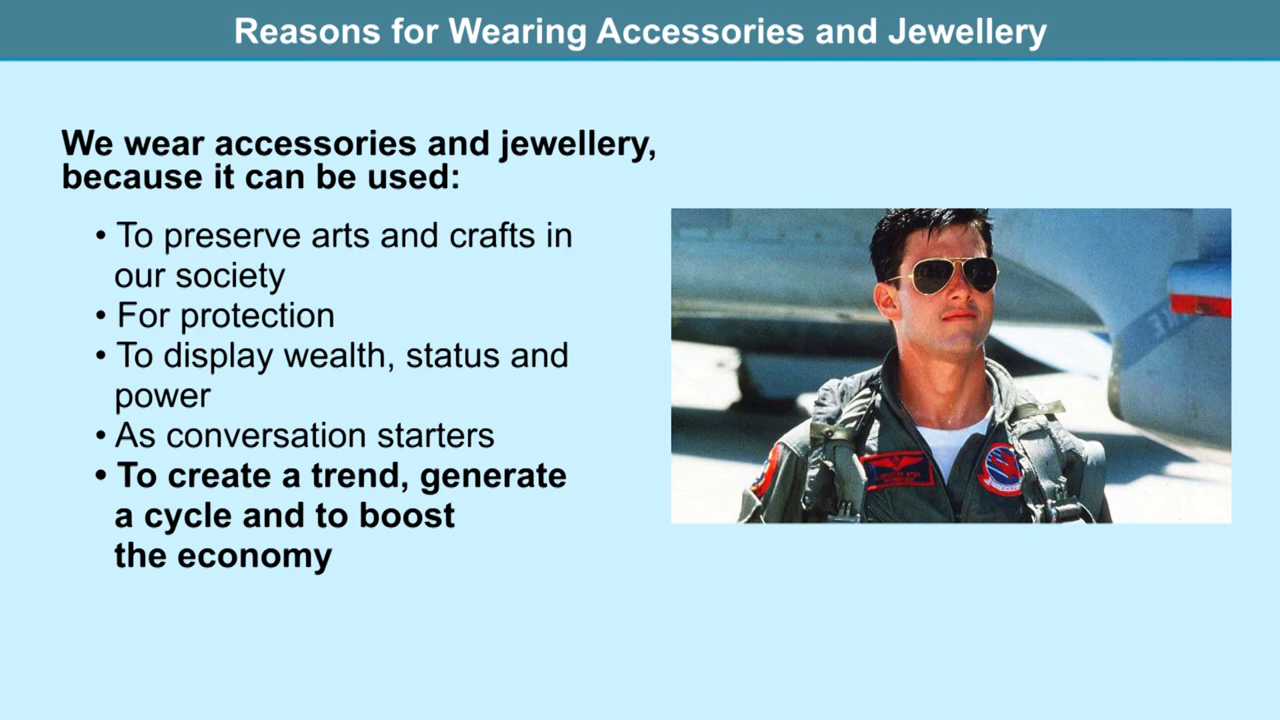 Reasons for Wearing Accessories and Jewellery
We wear accessories and jewellery,
because it can be used:
• To preserve arts and crafts in
our society
• For protection
• To display wealth, status and
power
• As conversation starters
• To create a trend, generate
a cycle and to boost
the economy